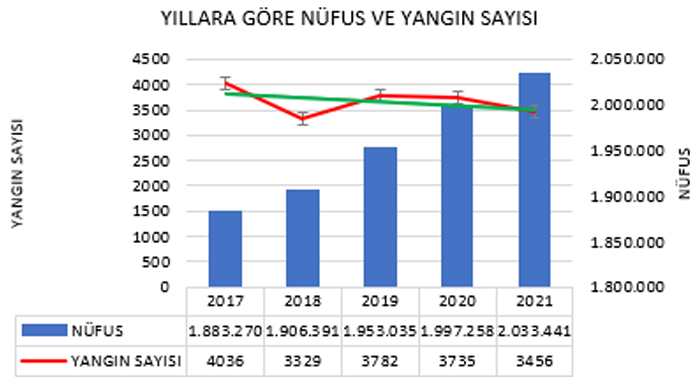 YILLARA GÖRE NÜFUS VE YANGIN SAYISI
YANGIN SAYISI
4500
4000
3500
3000
2500
2000
1500
1000
500
0
2.050.000
2.000.000
1.950.000
1.900.000
1.850.000
1.800.000
NÜFUS
2017 2018 2019 2020 2021
NÜFUS 1.883.270 1.906.391 1.953.035 1.997.258 2.033.441
YANGIN SAYISI 4036 3329 3782 3735 3456